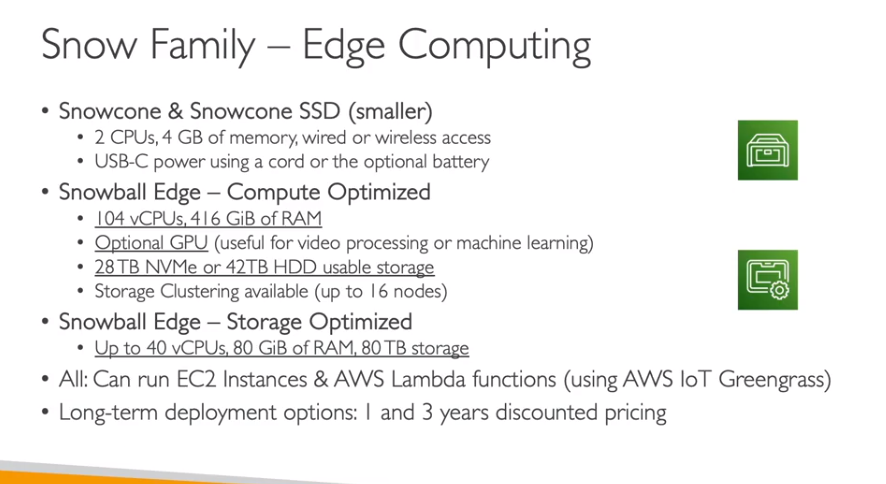 Snow Family – Edge Computing
• Snowcone & Snowcone SSD (smaller)
• 2 CPUs, 4 GB of memory, wired or wireless access
• USB-C power using a cord or the optional battery
• Snowball Edge – Compute Optimized
• 104 vCPUs, 416 GiB of RAM
• Optional GPU (useful for video processing or machine learning)
• 28 TB NVMe or 42TB HDD usable storage
• Storage Clustering available (up to 16 nodes)
• Snowball Edge – Storage Optimized
• Up to 40 vCPUs, 80 GiB of RAM, 80 TB storage
• All: Can run EC2 Instances & AWS Lambda functions (using AWS IoT Greengrass)
• Long-term deployment options: 1 and 3 years discounted pricing